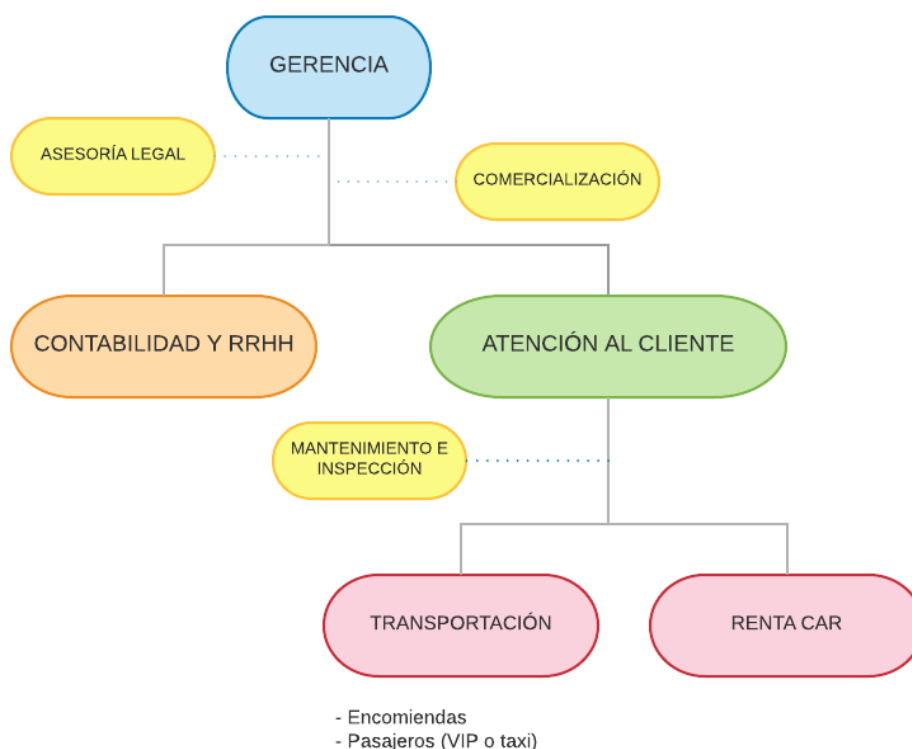 GERENCIA
ASESORÍA LEGAL
COMERCIALIZACIÓN
CONTABILIDAD Y RRHH
ATENCIÓN AL CLIENTE
MANTENIMIENTO E
INSPECCIÓN
TRANSPORTACIÓN
RENTA CAR
- Encomiendas
- Pasajeros (VIP o taxi)